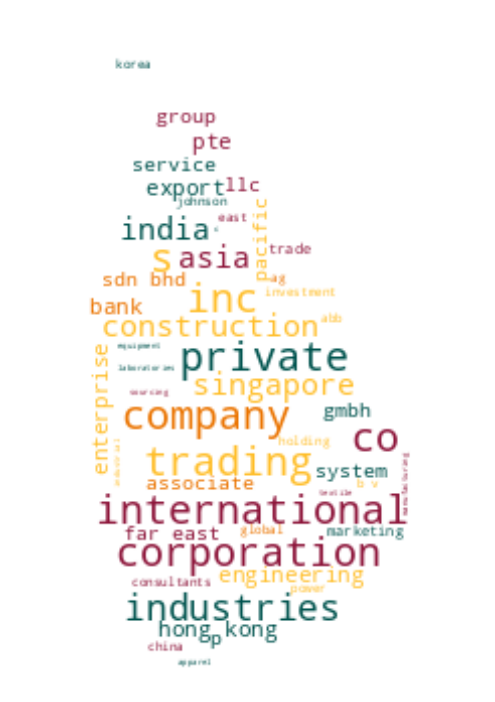 korea
group
pte
service
export llc
johnson
east
india
pacific
s asia trade
sdn bhd ag
inc investment
bank
construction abb
equipment
private
laboratories
enterprise
singapore
sourcing
company gmbh
co
holding
industrial
trading system
associate b v
textile
manufacturing
international
far east global marketing
corporation
engineering
consultants
power
industries
hong kong
p
china
apparel